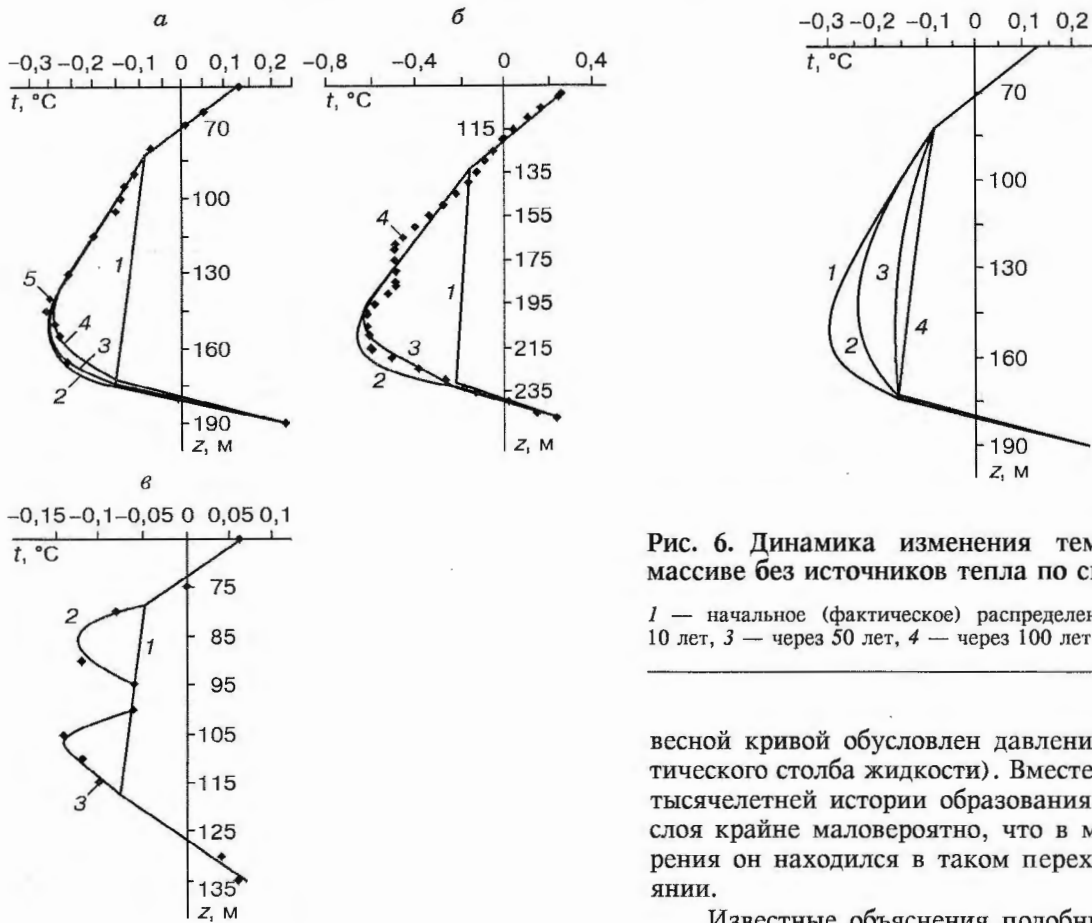 а
−0,3 −0,2 −0,1 0 0,1 0,2
t, °C
70
100
130
160
190
z, м
1
5
4
3
2
б
−0,8 −0,4 0 0,4
t, °C
115
135
155
175
195
215
235
z, м
4
1
3
2
−0,3 −0,2 −0,1 0 0,1 0,2
t, °C
70
100
130
160
190
z, м
1
3
2
4
в
−0,15 −0,1 −0,05 0 0,05 0,1
t, °C
75
85
95
105
115
125
135
z, м
2
1
3
Рис. 6. Динамика изменения тем
массиве без источников тепла по с
1 — начальное (фактическое) распределен
10 лет, 3 — через 50 лет, 4 — через 100 лет
весной кривой обусловлен давлени
тического столба жидкости). Вместе
тысячелетней истории образования
слоя крайне маловероятно, что в м
рения он находился в таком перех
янии.
Известные объяснения подобны